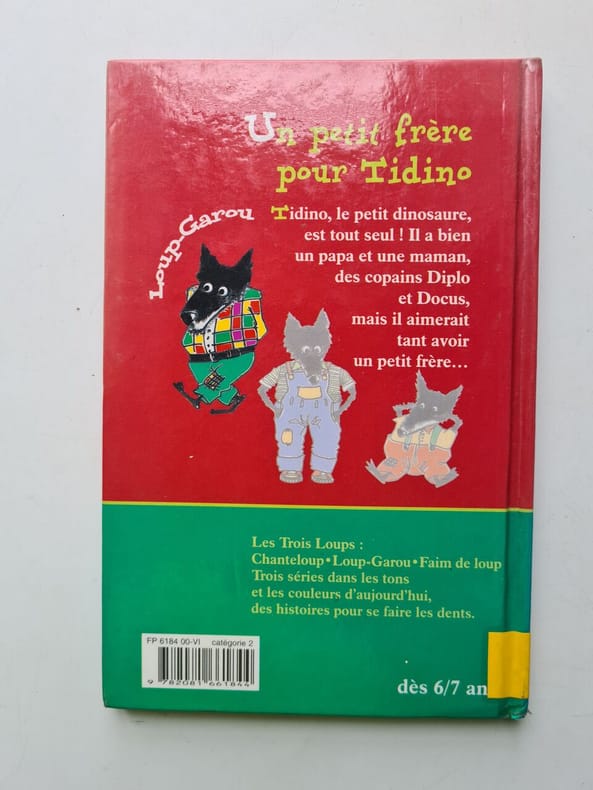 Un petit frère
pour Tidino
Loup-Garou
Tidino, le petit dinosaure,
est tout seul ! Il a bien
un papa et une maman,
des copains Diplo
et Docus,
mais il aimerait
tant avoir
un petit frère...
Les Trois Loups :
Chanteloup • Loup-Garou • Faim de loup
Trois séries dans les tons
et les couleurs d'aujourd'hui,
des histoires pour se faire les dents.
FP 6184 00-VI catégorie 2
9 782081 661844
dès 6/7 an